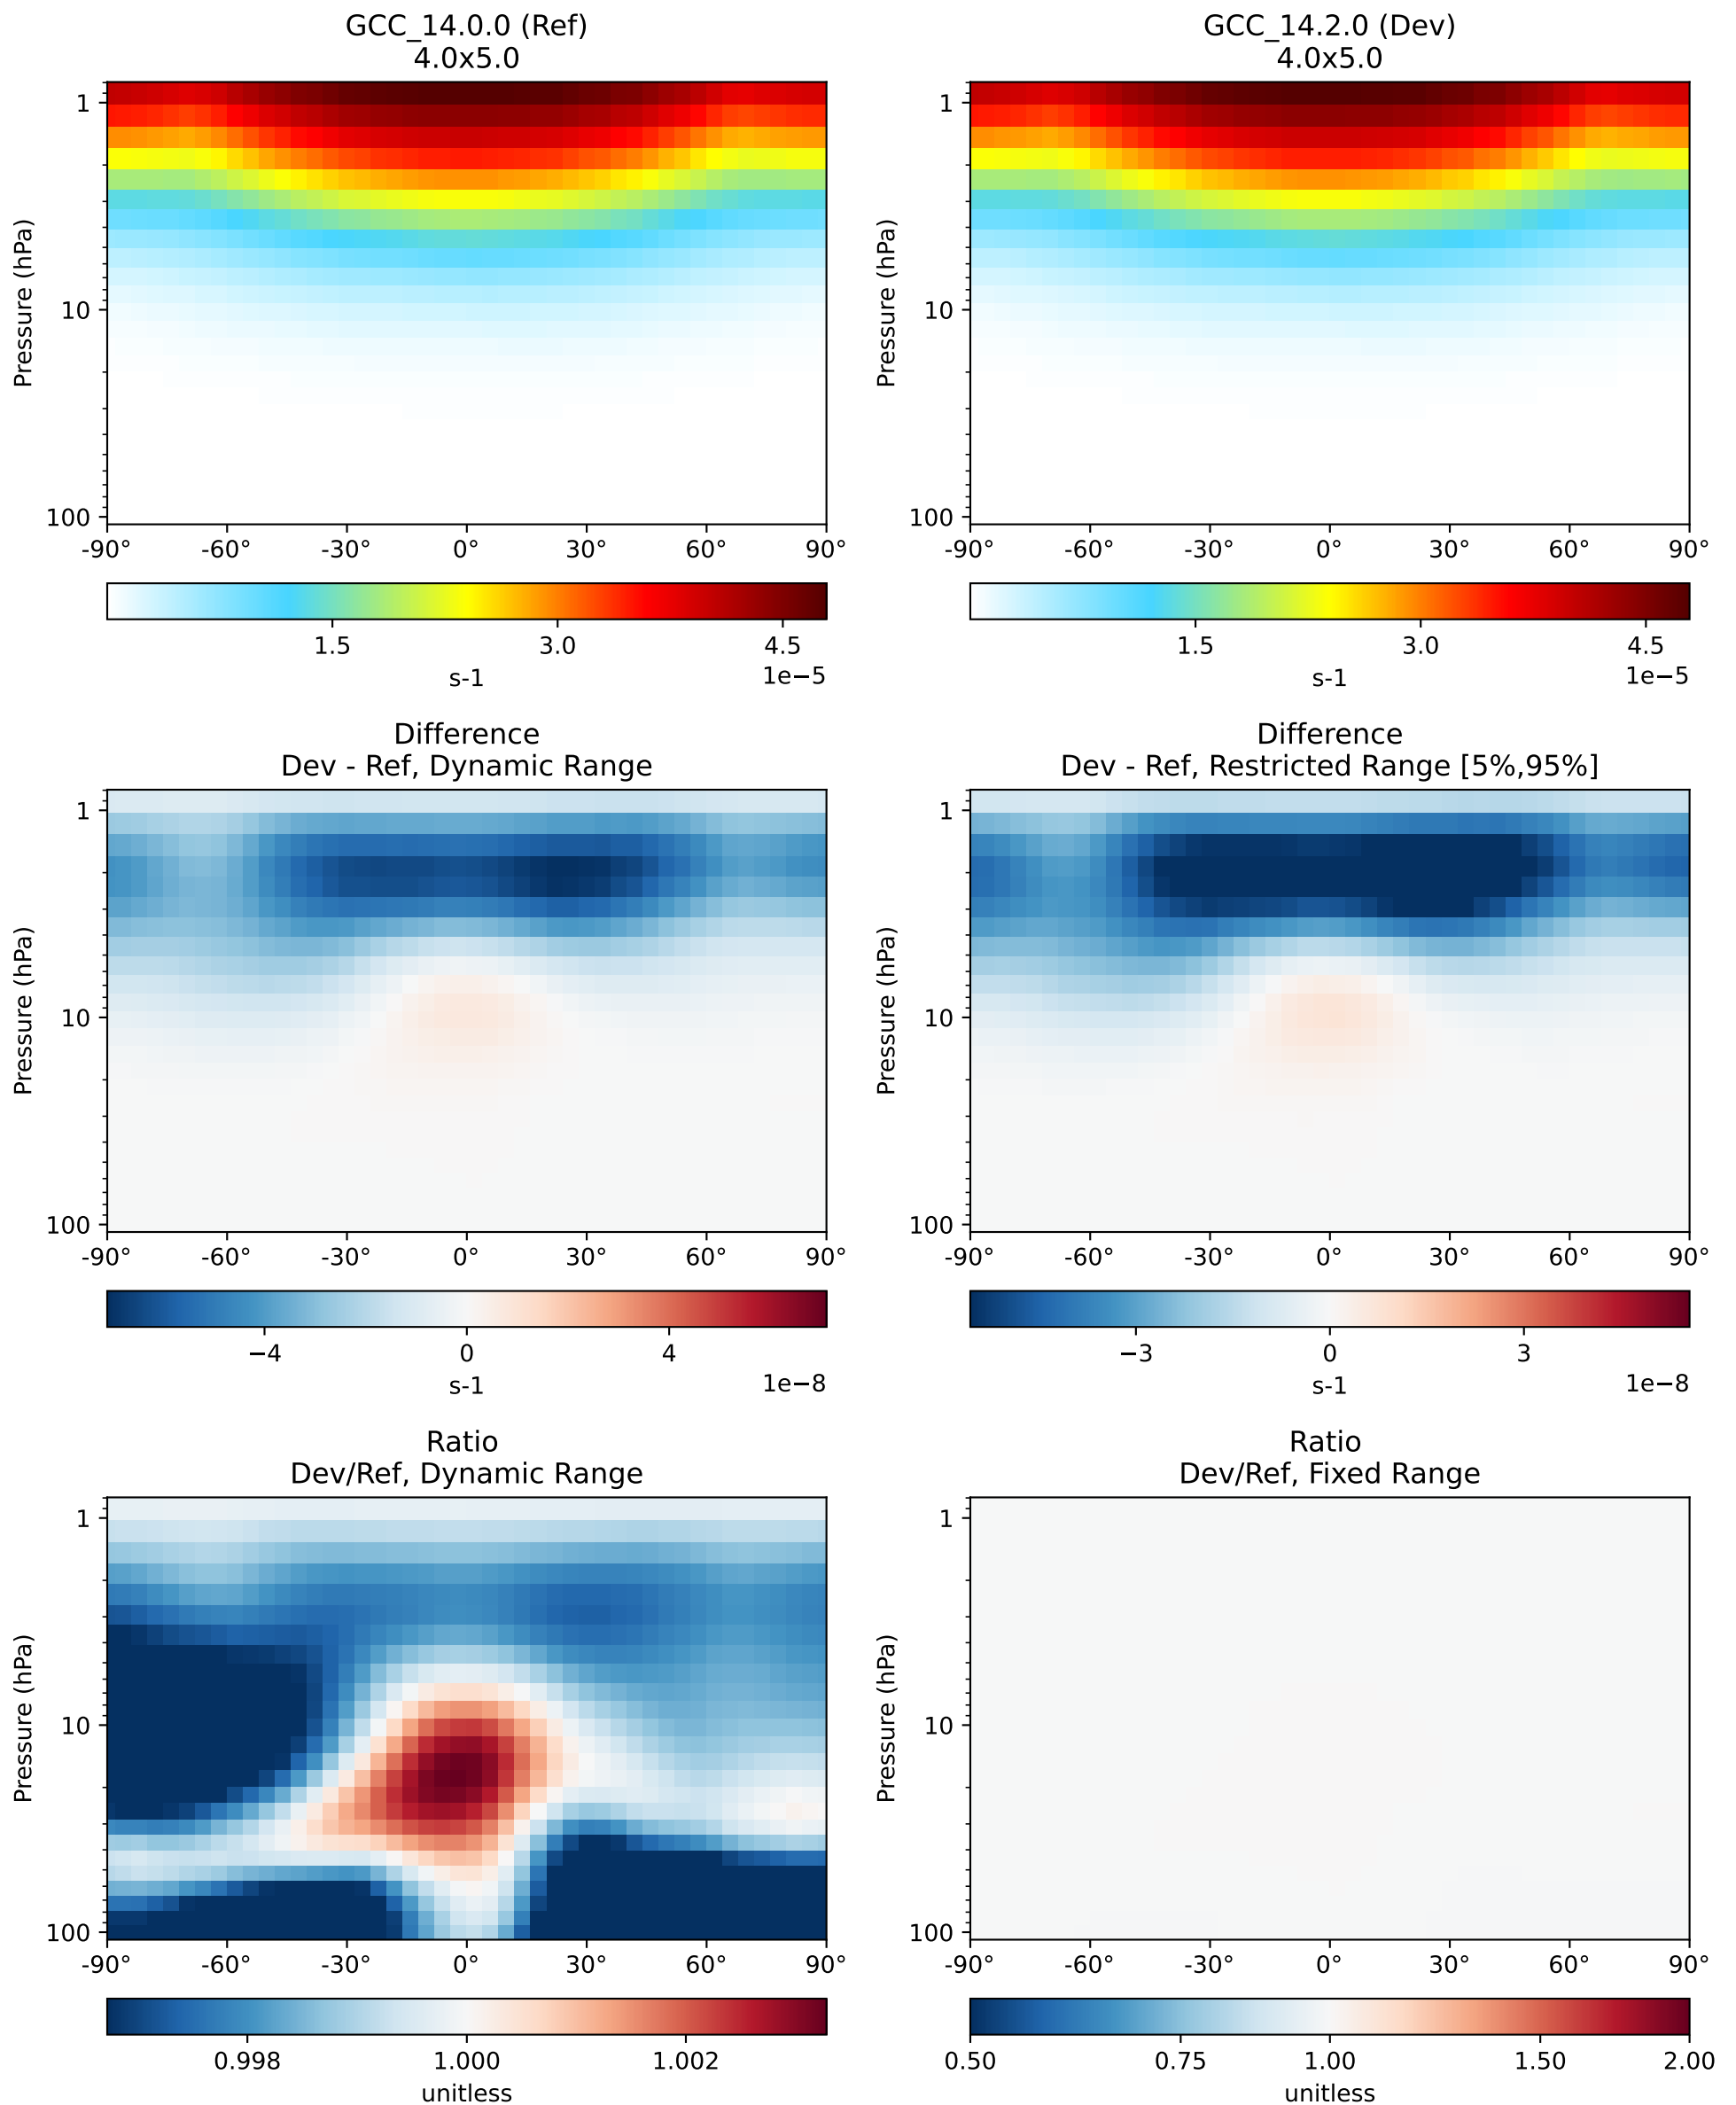 GCC_14.0.0 (Ref)
4.0x5.0
Pressure (hPa)
1
10
100
-90° -60° -30° 0° 30° 60° 90°
1.5 3.0 4.5
1e−5
s-1
GCC_14.2.0 (Dev)
4.0x5.0
Pressure (hPa)
1
10
100
-90° -60° -30° 0° 30° 60° 90°
1.5 3.0 4.5
1e−5
s-1
Difference
Dev - Ref, Dynamic Range
Pressure (hPa)
1
10
100
-90° -60° -30° 0° 30° 60° 90°
−4 0 4
1e−8
s-1
Difference
Dev - Ref, Restricted Range [5%,95%]
Pressure (hPa)
1
10
100
-90° -60° -30° 0° 30° 60° 90°
−3 0 3
1e−8
s-1
Ratio
Dev/Ref, Dynamic Range
Pressure (hPa)
1
10
100
-90° -60° -30° 0° 30° 60° 90°
0.998 1.000 1.002
unitless
Ratio
Dev/Ref, Fixed Range
Pressure (hPa)
1
10
100
-90° -60° -30° 0° 30° 60° 90°
0.50 0.75 1.00 1.50 2.00
unitless